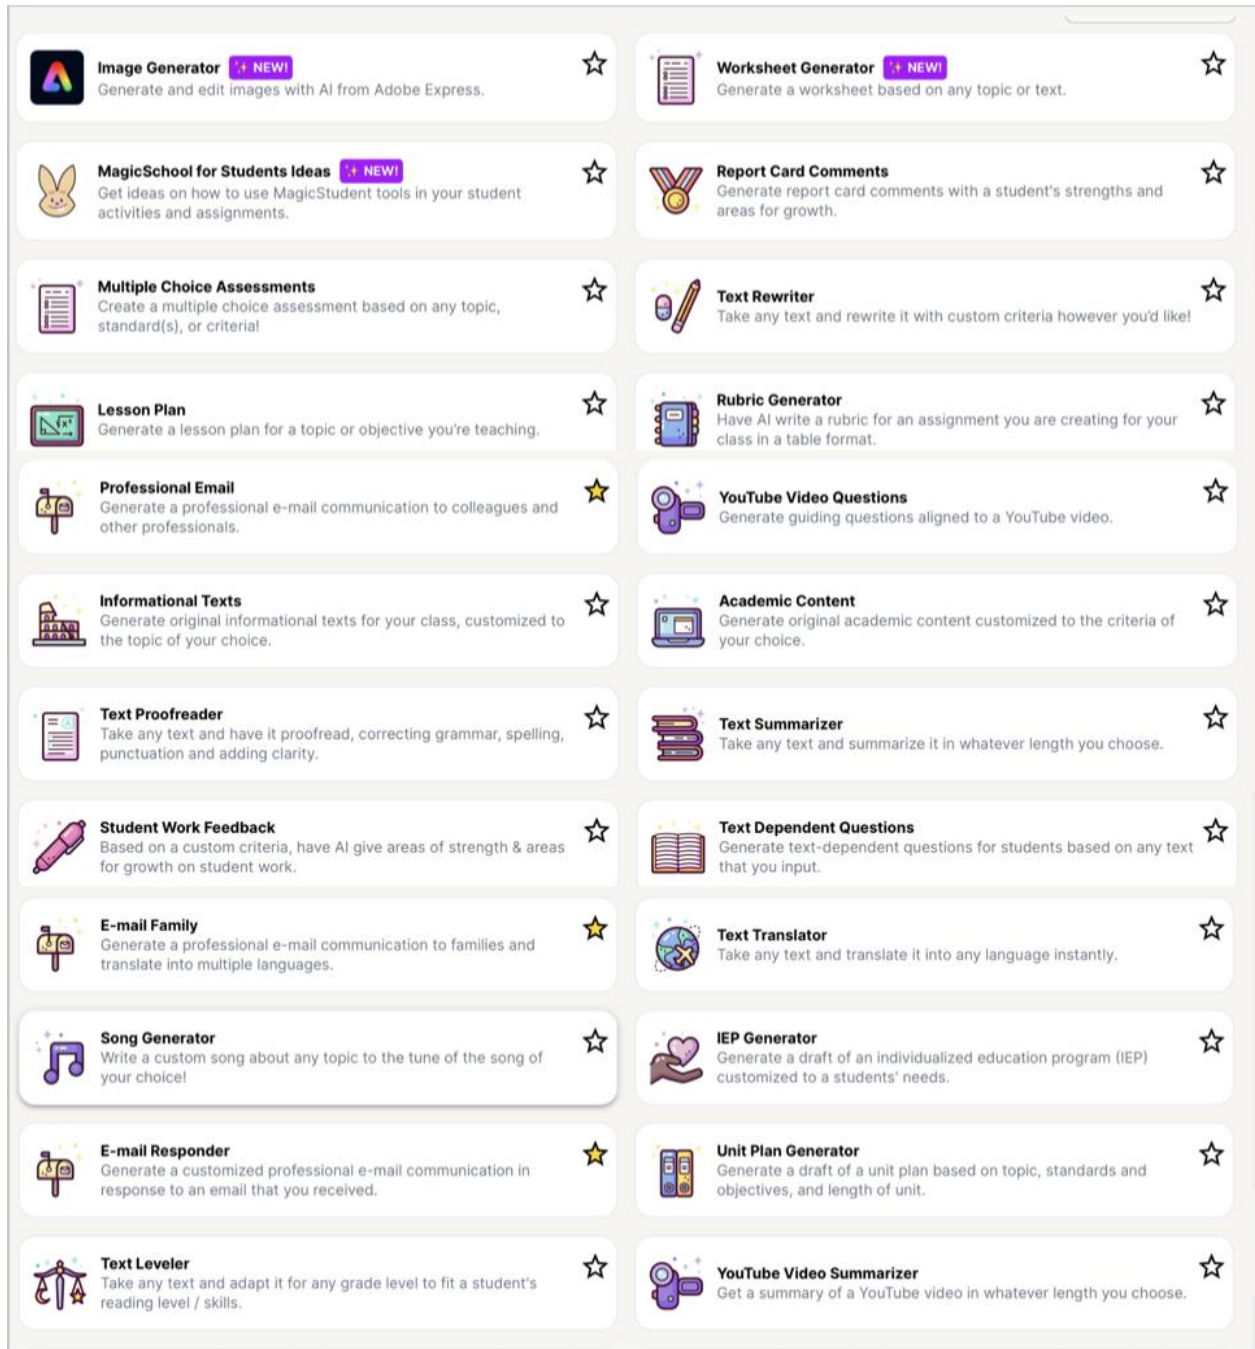 Image Generator NEW!
Generate and edit images with AI from Adobe Express.
Worksheet Generator NEW!
Generate a worksheet based on any topic or text.
MagicSchool for Students Ideas NEW!
Get ideas on how to use MagicStudent tools in your student
activities and assignments.
Report Card Comments
Generate report card comments with a student's strengths and
areas for growth.
Multiple Choice Assessments
Create a multiple choice assessment based on any topic,
standard(s), or criteria!
Text Rewriter
Take any text and rewrite it with custom criteria however you'd like!
Lesson Plan
Generate a lesson plan for a topic or objective you're teaching.
Rubric Generator
Have AI write a rubric for an assignment you are creating for your
class in a table format.
Professional Email
Generate a professional e-mail communication to colleagues and
other professionals.
YouTube Video Questions
Generate guiding questions aligned to a YouTube video.
Informational Texts
Generate original informational texts for your class, customized to
the topic of your choice.
Academic Content
Generate original academic content customized to the criteria of
your choice.
Text Proofreader
Take any text and have it proofread, correcting grammar, spelling,
punctuation and adding clarity.
Text Summarizer
Take any text and summarize it in whatever length you choose.
Student Work Feedback
Based on a custom criteria, have AI give areas of strength & areas
for growth on student work.
Text Dependent Questions
Generate text-dependent questions for students based on any text
that you input.
E-mail Family
Generate a professional e-mail communication to families and
translate into multiple languages.
Text Translator
Take any text and translate it into any language instantly.
Song Generator
Write a custom song about any topic to the tune of the song of
your choice!
IEP Generator
Generate a draft of an individualized education program (IEP)
customized to a students' needs.
E-mail Responder
Generate a customized professional e-mail communication in
response to an email that you received.
Unit Plan Generator
Generate a draft of a unit plan based on topic, standards and
objectives, and length of unit.
Text Leveler
Take any text and adapt it for any grade level to fit a student's
reading level / skills.
YouTube Video Summarizer
Get a summary of a YouTube video in whatever length you choose.